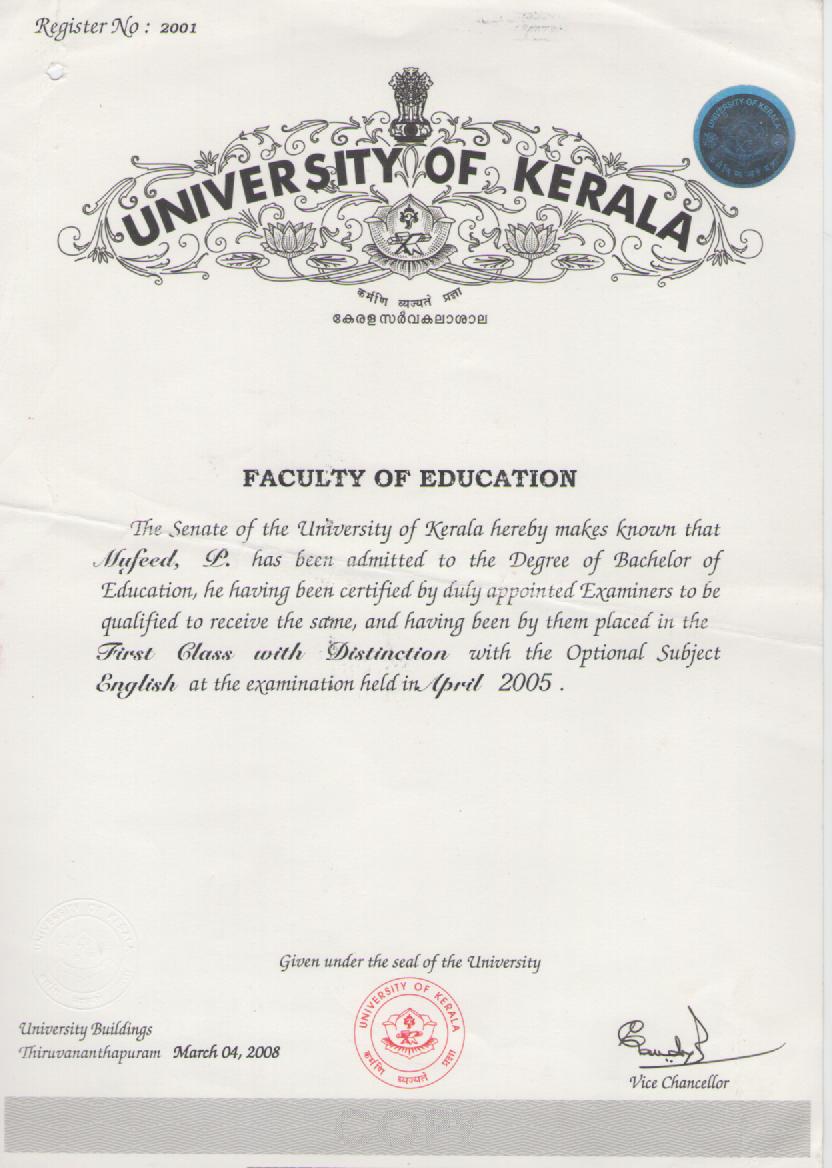 Register No : 2001
UNIVERSITY OF KERALA
UNIVERSITY OF KERALA
कर्मणि व्यज्यते प्रज्ञा
കേരള സർവകലാശാല
FACULTY OF EDUCATION
The Senate of the University of Kerala hereby makes known that
Mufeed, P. has been admitted to the Degree of Bachelor of
Education, he having been certified by duly appointed Examiners to be
qualified to receive the same, and having been by them placed in the
First Class with Distinction with the Optional Subject
English at the examination held in April 2005 .
UNIVERSITY OF KERALA
Given under the seal of the University
UNIVERSITY OF KERALA
कर्मणि व्यज्यते प्रज्ञा
University Buildings
Thiruvananthapuram March 04, 2008
Vice Chancellor
COPY